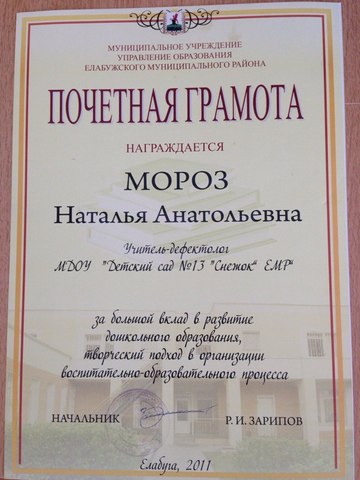 МУНИЦИПАЛЬНОЕ УЧРЕЖДЕНИЕ
УПРАВЛЕНИЕ ОБРАЗОВАНИЯ
ЕЛАБУЖСКОГО МУНИЦИПАЛЬНОГО РАЙОНА
ПОЧЕТНАЯ ГРАМОТА
НАГРАЖДАЕТСЯ
МОРОЗ
Наталья Анатольевна
Учитель-дефектолог
МДОУ "Детский сад №13 "Снежок" ЕМР"
за большой вклад в развитие
дошкольного образования,
творческий подход в организации
воспитательно-образовательного процесса
НАЧАЛЬНИК Р. И. ЗАРИПОВ
Елабуга, 2011